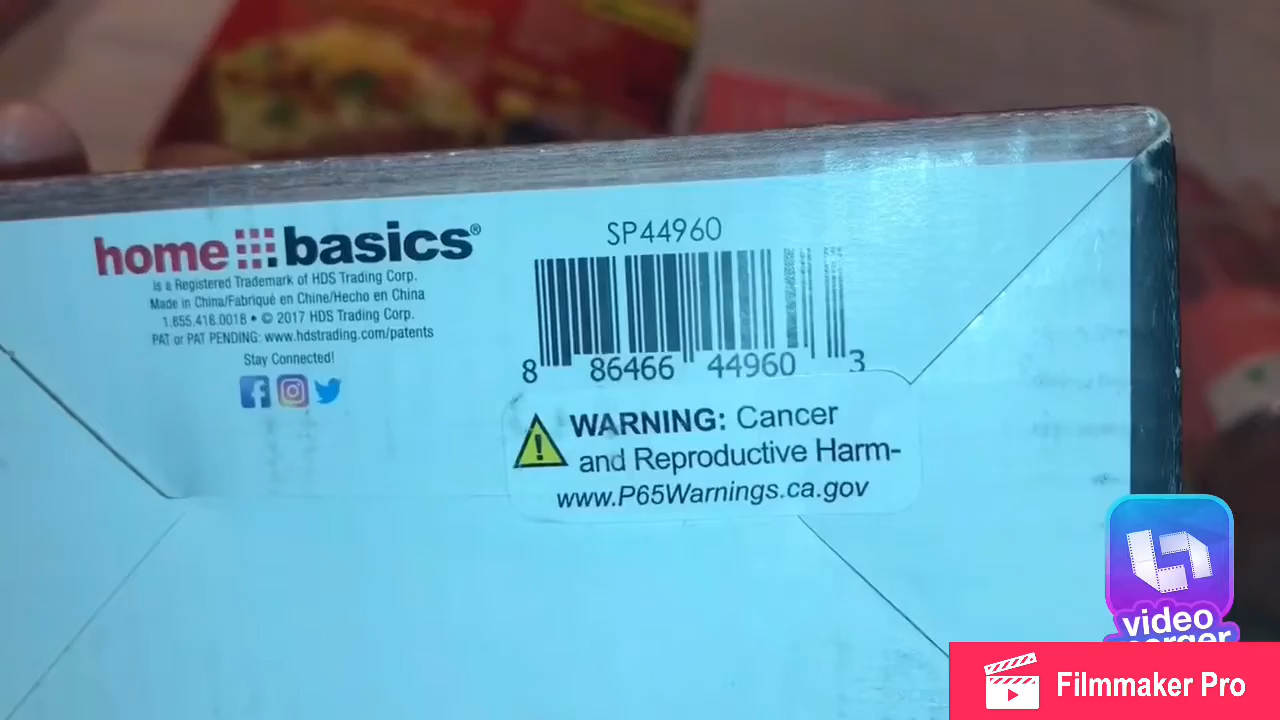 home basics®
is a Registered Trademark of HDS Trading Corp.
Made in China/Fabriqué en Chine/Hecho en China
1.855.418.0018 • © 2017 HDS Trading Corp.
PAT or PAT PENDING: www.hdstrading.com/patents
Stay Connected!
SP44960
8 86466 44960 3
WARNING: Cancer
and Reproductive Harm-
www.P65Warnings.ca.gov
video
merger
Filmmaker Pro